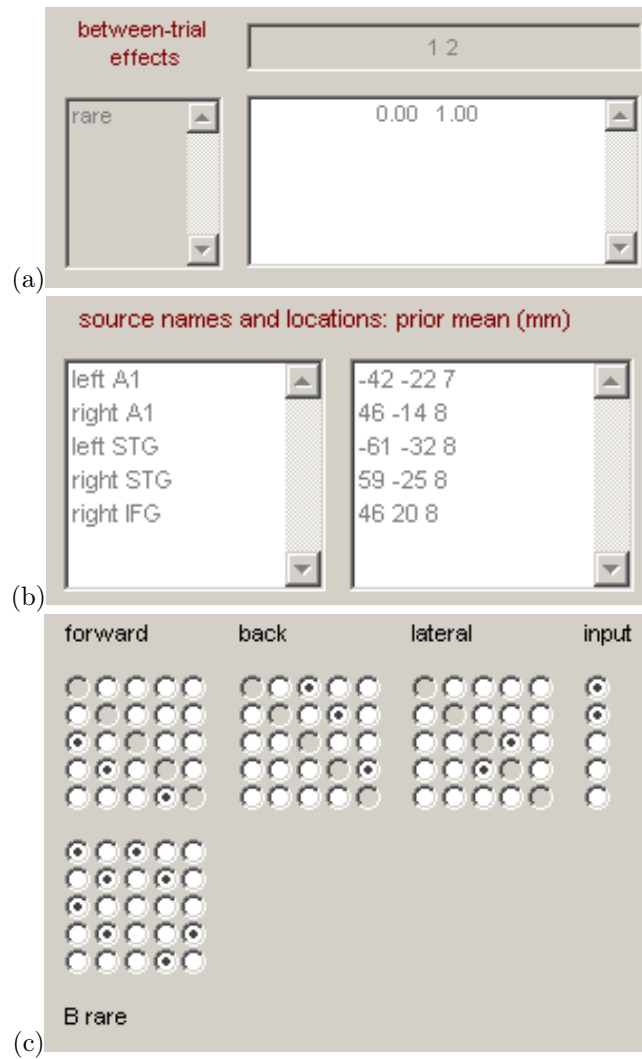 between-trial
effects
1 2
rare
0.00 1.00
(a)
source names and locations: prior mean (mm)
left A1 -42 -22 7
right A1 46 -14 8
left STG -61 -32 8
right STG 59 -25 8
right IFG 46 20 8
(b)
forward back lateral input
B rare
(c)